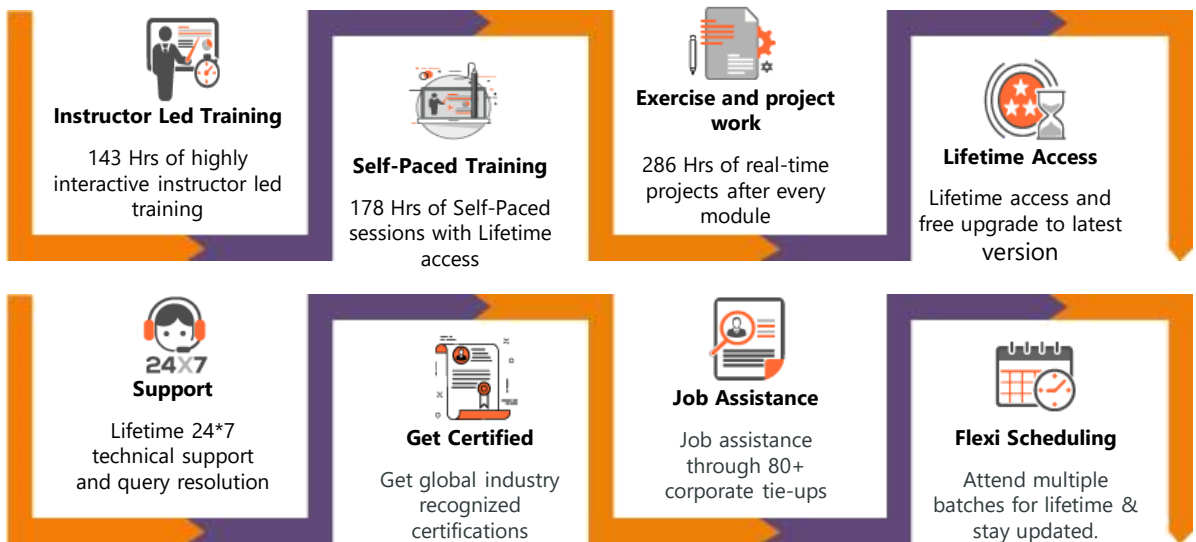 Instructor Led Training
143 Hrs of highly
interactive instructor led
training
Self-Paced Training
178 Hrs of Self-Paced
sessions with Lifetime
access
Exercise and project
work
286 Hrs of real-time
projects after every
module
Lifetime Access
Lifetime access and
free upgrade to latest
version
24X7
Support
Lifetime 24*7
technical support
and query resolution
Get Certified
Get global industry
recognized
certifications
Job Assistance
Job assistance
through 80+
corporate tie-ups
Flexi Scheduling
Attend multiple
batches for lifetime &
stay updated.